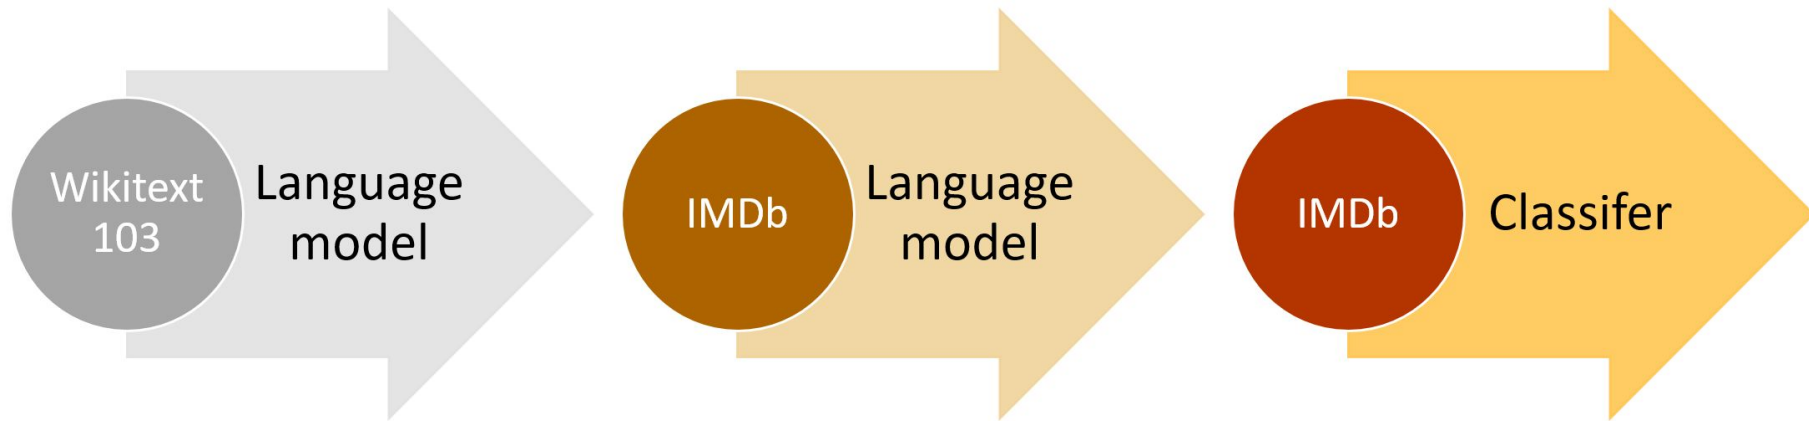 Wikitext
103
Language
model
IMDb
Language
model
IMDb
Classifer